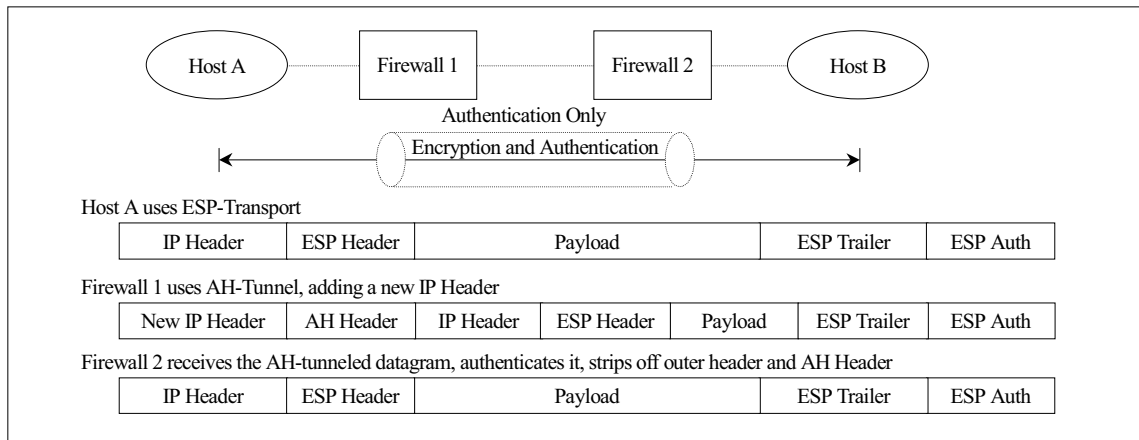 Host A
Firewall 1
Firewall 2
Host B
Authentication Only
Encryption and Authentication
Host A uses ESP-Transport
IP Header ESP Header Payload ESP Trailer ESP Auth
Firewall 1 uses AH-Tunnel, adding a new IP Header
New IP Header AH Header IP Header ESP Header Payload ESP Trailer ESP Auth
Firewall 2 receives the AH-tunneled datagram, authenticates it, strips off outer header and AH Header
IP Header ESP Header Payload ESP Trailer ESP Auth